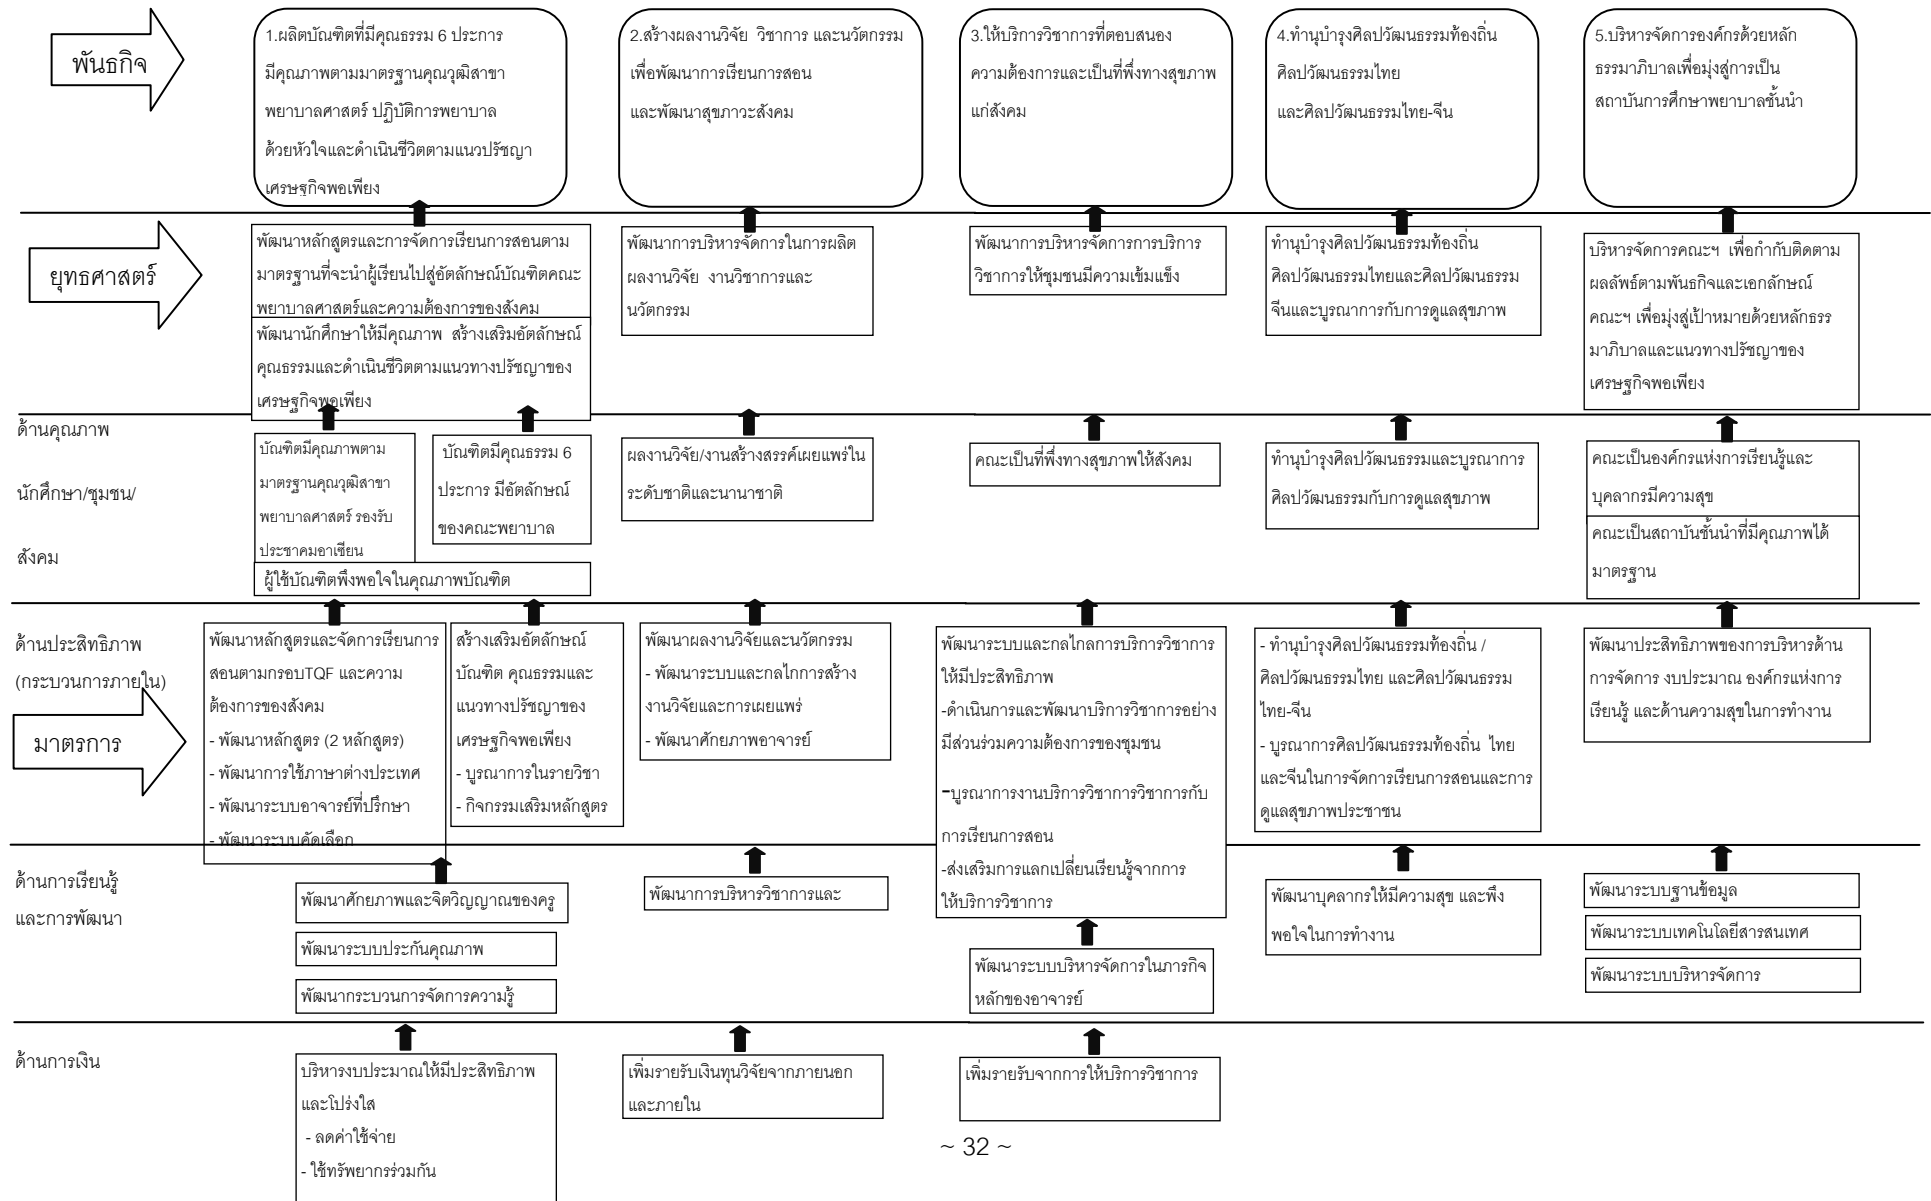 พันธกิจ
1.ผลิตบัณฑิตที่มีคุณธรรม 6 ประการ
มีคุณภาพตามมาตรฐานคุณวุฒิสาขา
พยาบาลศาสตร์ ปฏิบัติการพยาบาล
ด้วยหัวใจและดำเนินชีวิตตามแนวปรัชญา
เศรษฐกิจพอเพียง
2.สร้างผลงานวิจัย วิชาการ และนวัตกรรม
เพื่อพัฒนาการเรียนการสอน
และพัฒนาสุขภาวะสังคม
3.ให้บริการวิชาการที่ตอบสนอง
ความต้องการและเป็นที่พึ่งทางสุขภาพ
แก่สังคม
4.ทำนุบำรุงศิลปวัฒนธรรมท้องถิ่น
ศิลปวัฒนธรรมไทย
และศิลปวัฒนธรรมไทย-จีน
5.บริหารจัดการองค์กรด้วยหลัก
ธรรมาภิบาลเพื่อมุ่งสู่การเป็น
สถาบันการศึกษาพยาบาลชั้นนำ
ยุทธศาสตร์
พัฒนาหลักสูตรและการจัดการเรียนการสอนตาม
มาตรฐานที่จะนำผู้เรียนไปสู่อัตลักษณ์บัณฑิตคณะ
พยาบาลศาสตร์และความต้องการของสังคม
พัฒนานักศึกษาให้มีคุณภาพ สร้างเสริมอัตลักษณ์
คุณธรรมและดำเนินชีวิตตามแนวทางปรัชญาของ
เศรษฐกิจพอเพียง
พัฒนาการบริหารจัดการในการผลิต
ผลงานวิจัย งานวิชาการและ
นวัตกรรม
พัฒนาการบริหารจัดการการบริการ
วิชาการให้ชุมชนมีความเข้มแข็ง
ทำนุบำรุงศิลปวัฒนธรรมท้องถิ่น
ศิลปวัฒนธรรมไทยและศิลปวัฒนธรรม
จีนและบูรณาการกับการดูแลสุขภาพ
บริหารจัดการคณะฯ เพื่อกำกับติดตาม
ผลลัพธ์ตามพันธกิจและเอกลักษณ์
คณะฯ เพื่อมุ่งสู่เป้าหมายด้วยหลักธรร
มาภิบาลและแนวทางปรัชญาของ
เศรษฐกิจพอเพียง
ด้านคุณภาพ
นักศึกษา/ชุมชน/
สังคม
บัณฑิตมีคุณภาพตาม
มาตรฐานคุณวุฒิสาขา
พยาบาลศาสตร์ รองรับ
ประชาคมอาเซียน
บัณฑิตมีคุณธรรม 6
ประการ มีอัตลักษณ์
ของคณะพยาบาล
ผู้ใช้บัณฑิตพึงพอใจในคุณภาพบัณฑิต
ผลงานวิจัย/งานสร้างสรรค์เผยแพร่ใน
ระดับชาติและนานาชาติ
คณะเป็นที่พึ่งทางสุขภาพให้สังคม
ทำนุบำรุงศิลปวัฒนธรรมและบูรณาการ
ศิลปวัฒนธรรมกับการดูแลสุขภาพ
คณะเป็นองค์กรแห่งการเรียนรู้และ
บุคลากรมีความสุข
คณะเป็นสถาบันชั้นนำที่มีคุณภาพได้
มาตรฐาน
ด้านประสิทธิภาพ
(กระบวนการภายใน)
มาตรการ
พัฒนาหลักสูตรและจัดการเรียนการ
สอนตามกรอบTQF และความ
ต้องการของสังคม
- พัฒนาหลักสูตร (2 หลักสูตร)
- พัฒนาการใช้ภาษาต่างประเทศ
- พัฒนาระบบอาจารย์ที่ปรึกษา
- พัฒนาระบบคัดเลือก
สร้างเสริมอัตลักษณ์
บัณฑิต คุณธรรมและ
แนวทางปรัชญาของ
เศรษฐกิจพอเพียง
- บูรณาการในรายวิชา
- กิจกรรมเสริมหลักสูตร
พัฒนาผลงานวิจัยและนวัตกรรม
- พัฒนาระบบและกลไกการสร้าง
งานวิจัยและการเผยแพร่
- พัฒนาศักยภาพอาจารย์
พัฒนาระบบและกลไกลการบริการวิชาการ
ให้มีประสิทธิภาพ
-ดำเนินการและพัฒนาบริการวิชาการอย่าง
มีส่วนร่วมความต้องการของชุมชน
-บูรณาการงานบริการวิชาการวิชาการกับ
การเรียนการสอน
-ส่งเสริมการแลกเปลี่ยนเรียนรู้จากการ
ให้บริการวิชาการ
- ทำนุบำรุงศิลปวัฒนธรรมท้องถิ่น /
ศิลปวัฒนธรรมไทย และศิลปวัฒนธรรม
ไทย-จีน
- บูรณาการศิลปวัฒนธรรมท้องถิ่น ไทย
และจีนในการจัดการเรียนการสอนและการ
ดูแลสุขภาพประชาชน
พัฒนาประสิทธิภาพของการบริหารด้าน
การจัดการ งบประมาณ องค์กรแห่งการ
เรียนรู้ และด้านความสุขในการทำงาน
ด้านการเรียนรู้
และการพัฒนา
พัฒนาศักยภาพและจิตวิญญาณของครู
พัฒนาระบบประกันคุณภาพ
พัฒนากระบวนการจัดการความรู้
พัฒนาการบริหารวิชาการและ
พัฒนาระบบบริหารจัดการในภารกิจ
หลักของอาจารย์
พัฒนาบุคลากรให้มีความสุข และพึง
พอใจในการทำงาน
พัฒนาระบบฐานข้อมูล
พัฒนาระบบเทคโนโลยีสารสนเทศ
พัฒนาระบบบริหารจัดการ
ด้านการเงิน
บริหารงบประมาณให้มีประสิทธิภาพ
และโปร่งใส
- ลดค่าใช้จ่าย
- ใช้ทรัพยากรร่วมกัน
เพิ่มรายรับเงินทุนวิจัยจากภายนอก
และภายใน
เพิ่มรายรับจากการให้บริการวิชาการ
~ 32 ~